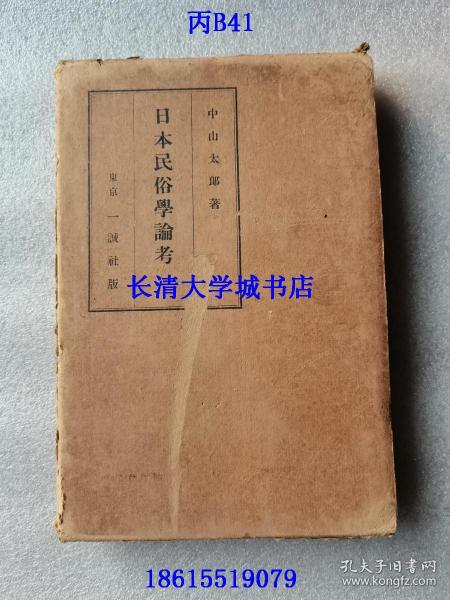 丙B41
中山太郎著
日本民俗學論考
東京 一誠社版
长清大学城书店
18615519079
孔夫子旧书网
www.kongfz.com